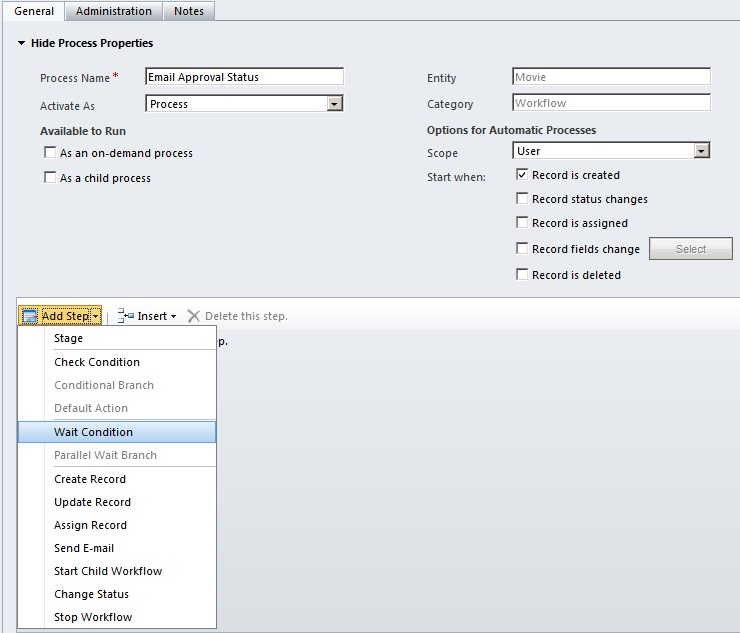 General Administration Notes
Hide Process Properties
Process Name * Email Approval Status Entity Movie
Activate As Process Category Workflow
Available to Run Options for Automatic Processes
As an on-demand process Scope User
As a child process Start when: Record is created
Record status changes
Record is assigned
Record fields change Select
Record is deleted
Add Step Insert Delete this step.
Stage p.
Check Condition
Conditional Branch
Default Action
Wait Condition
Parallel Wait Branch
Create Record
Update Record
Assign Record
Send E-mail
Start Child Workflow
Change Status
Stop Workflow